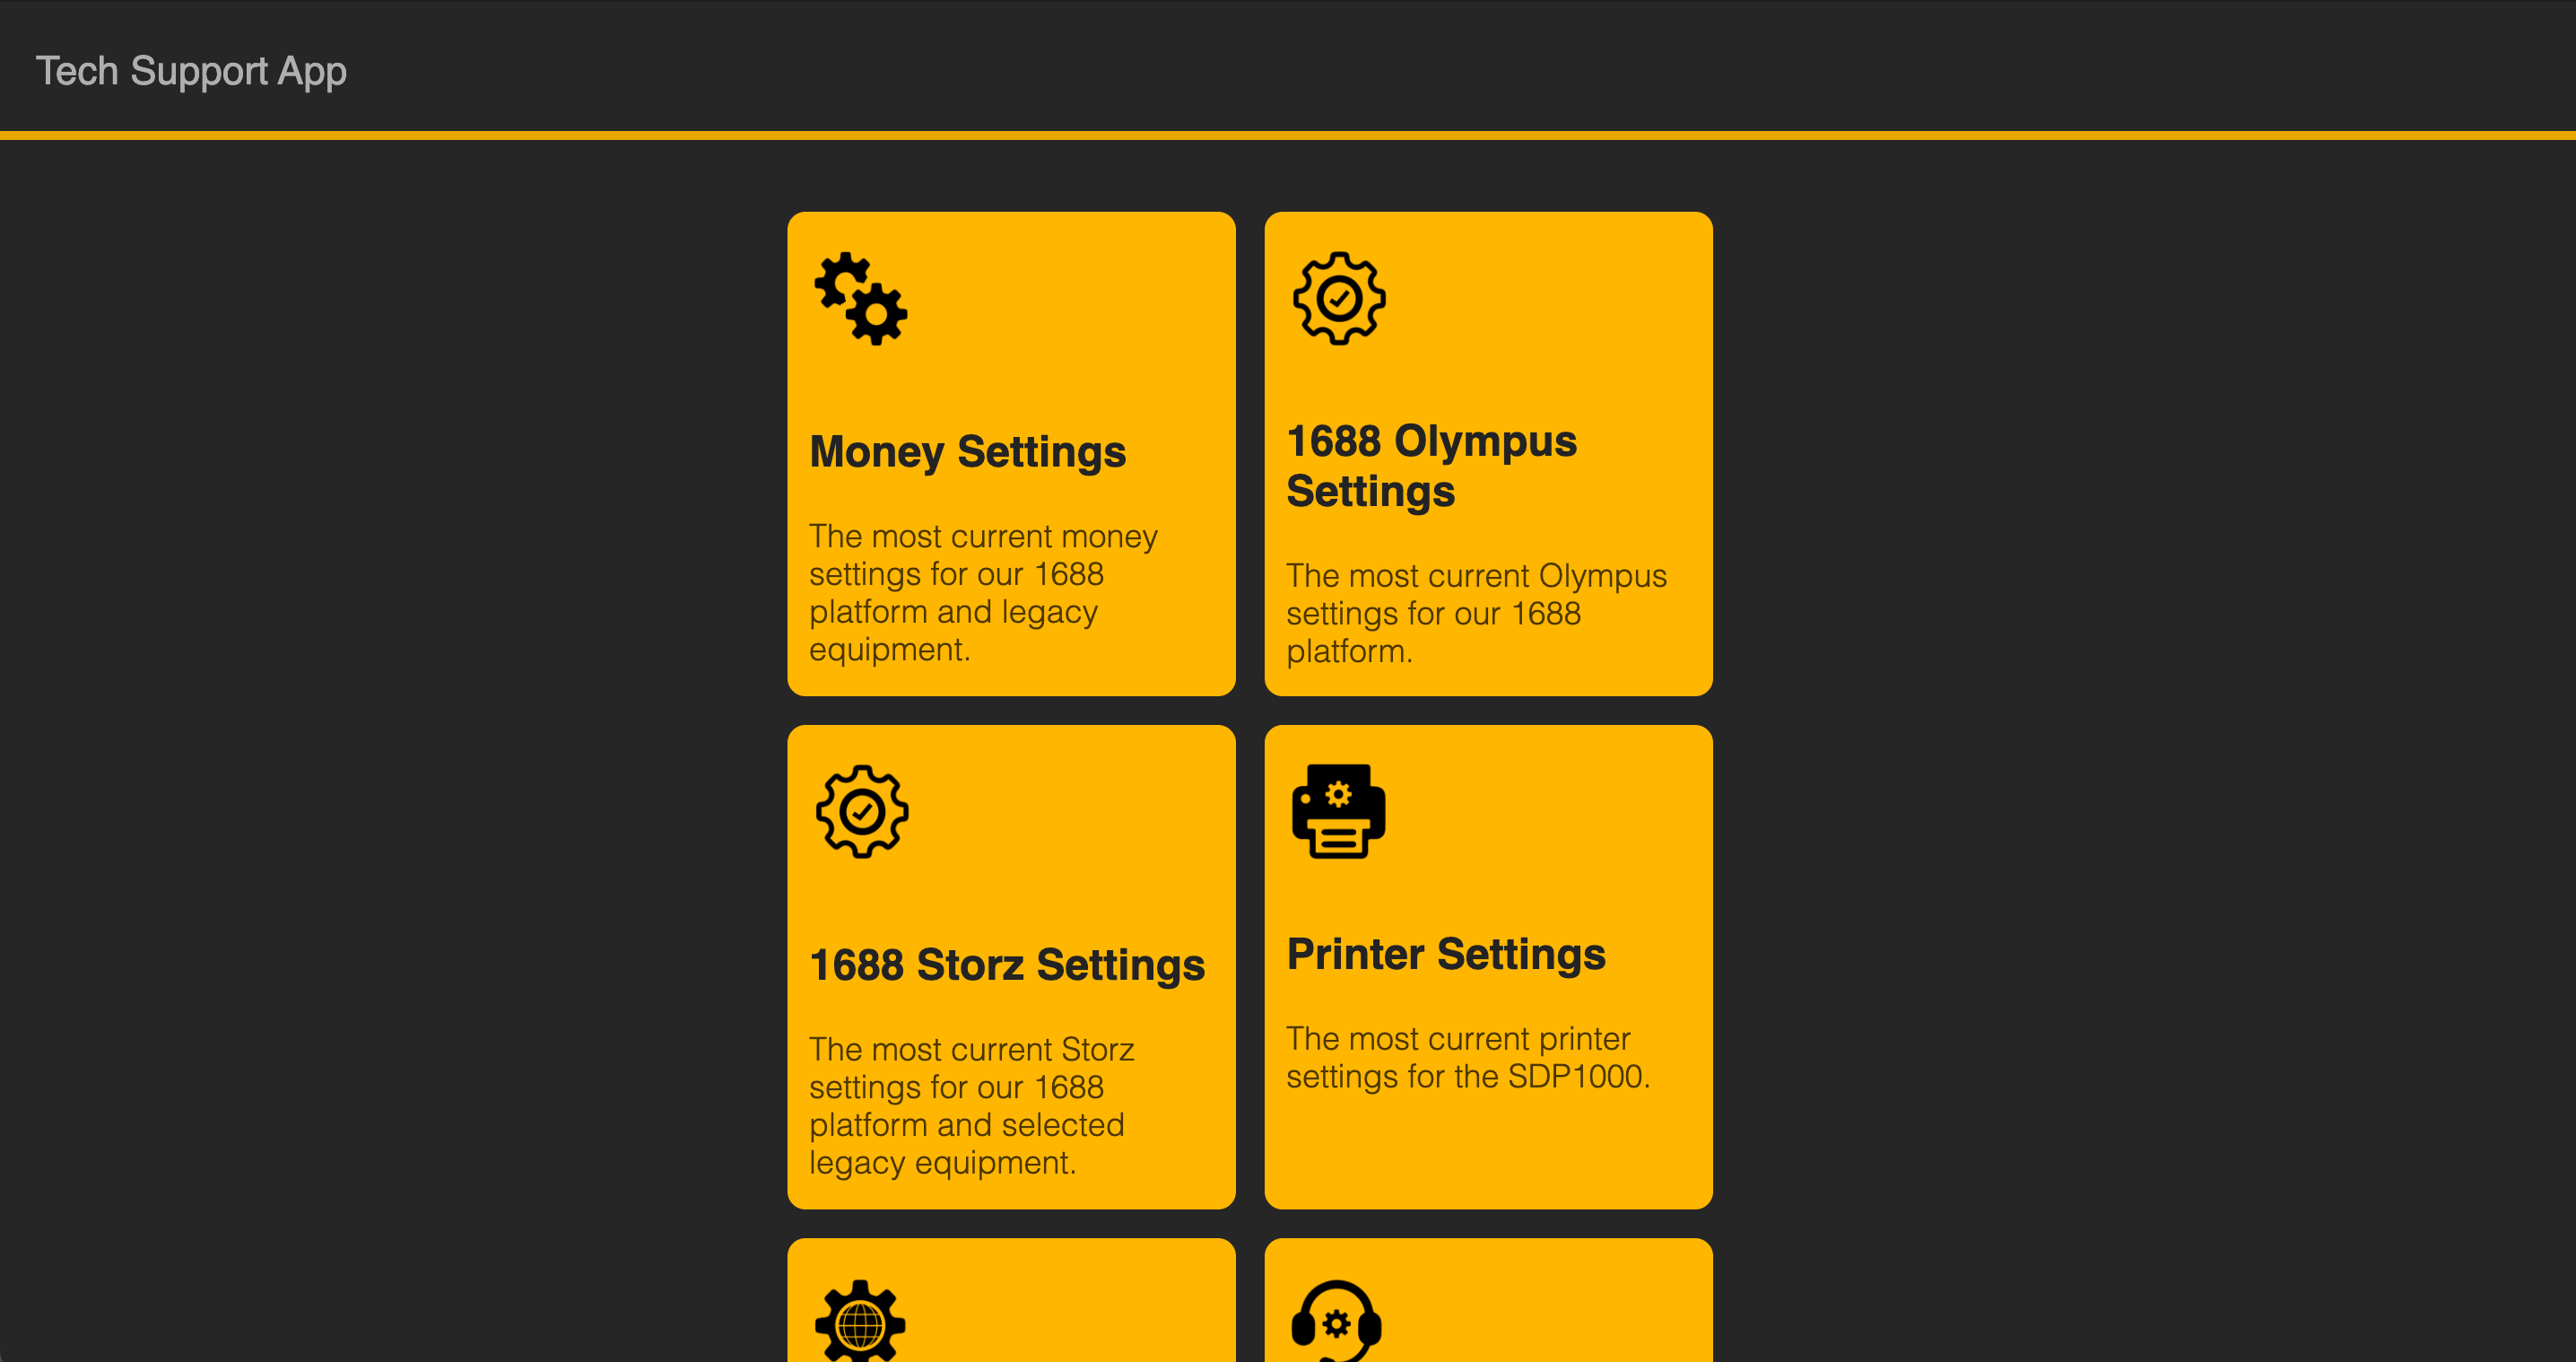 Tech Support App
Money Settings
The most current money
settings for our 1688
platform and legacy
equipment.
1688 Olympus
Settings
The most current Olympus
settings for our 1688
platform.
1688 Storz Settings
The most current Storz
settings for our 1688
platform and selected
legacy equipment.
Printer Settings
The most current printer
settings for the SDP1000.